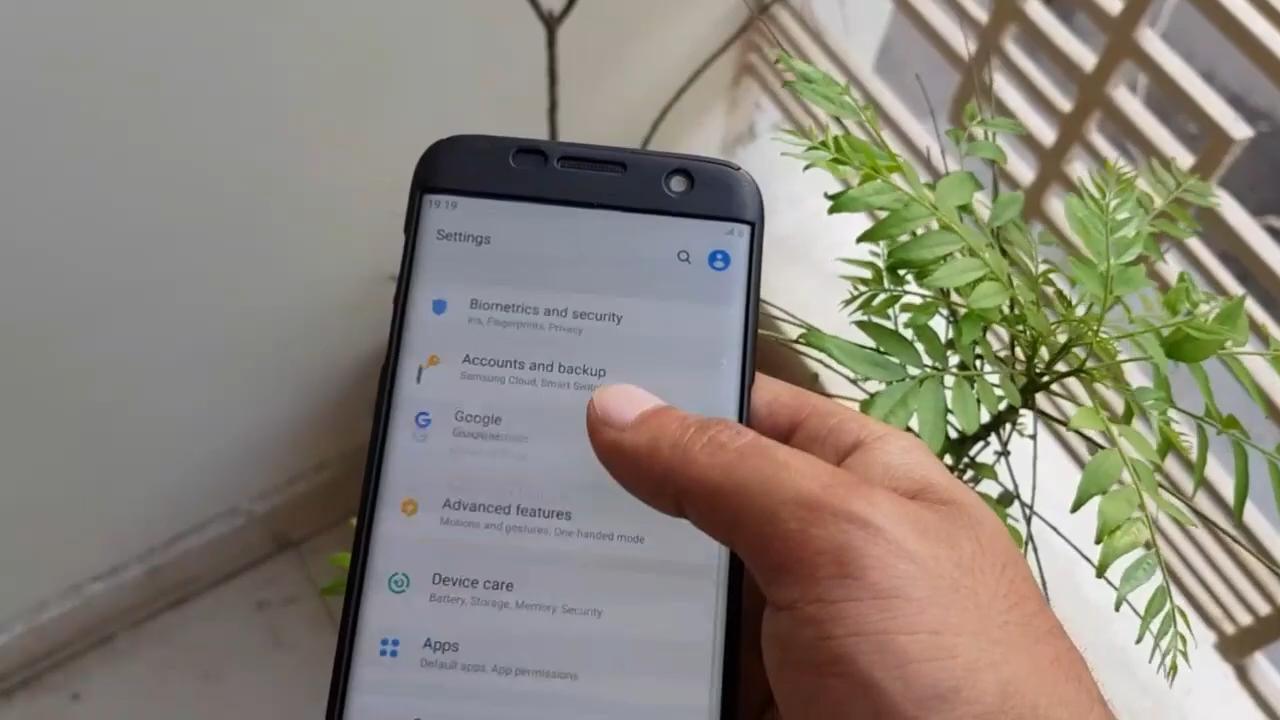 19:19
Settings
Biometrics and security
Iris, Fingerprints, Privacy
Accounts and backup
Samsung Cloud, Smart Switch
Google
Advanced features
Motions and gestures, One-handed mode
Device care
Battery, Storage, Memory, Security
Apps
Default apps, App permissions